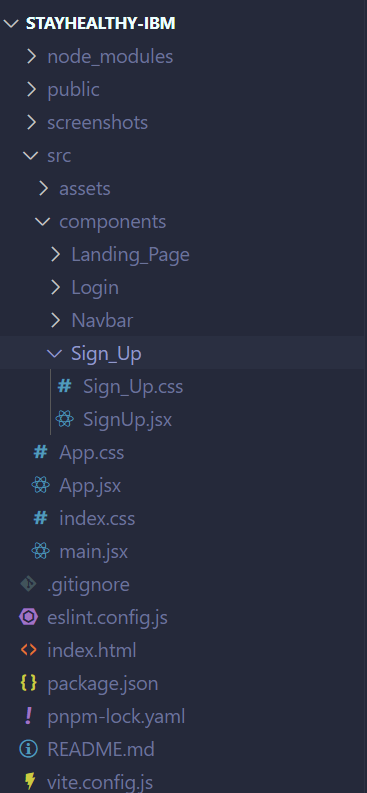 STAYHEALTHY-IBM
node_modules
public
screenshots
src
assets
components
Landing_Page
Login
Navbar
Sign_Up
# Sign_Up.css
SignUp.jsx
# App.css
App.jsx
# index.css
main.jsx
.gitignore
eslint.config.js
<> index.html
{} package.json
! pnpm-lock.yaml
README.md
vite.config.js